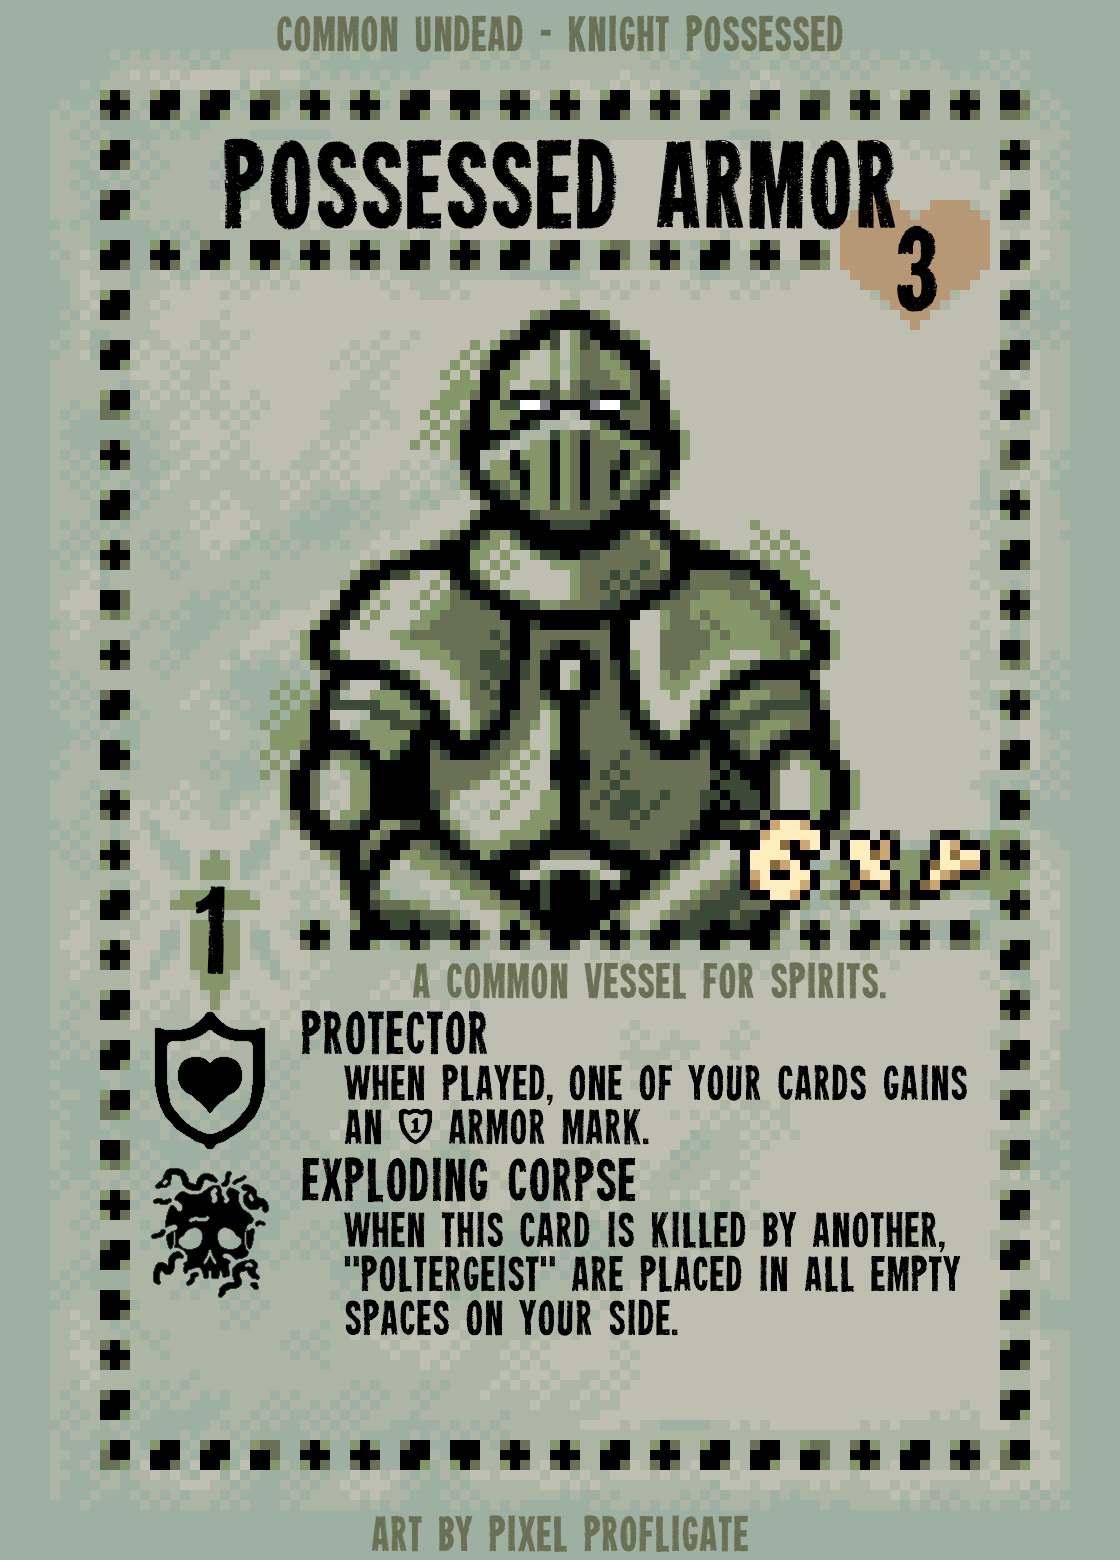 COMMON UNDEAD - KNIGHT POSSESSED
POSSESSED ARMOR
3
6 X
1
A COMMON VESSEL FOR SPIRITS.
PROTECTOR
WHEN PLAYED, ONE OF YOUR CARDS GAINS
AN 1 ARMOR MARK.
EXPLODING CORPSE
WHEN THIS CARD IS KILLED BY ANOTHER,
"POLTERGEIST" ARE PLACED IN ALL EMPTY
SPACES ON YOUR SIDE.
ART BY PIXEL PROFLIGATE